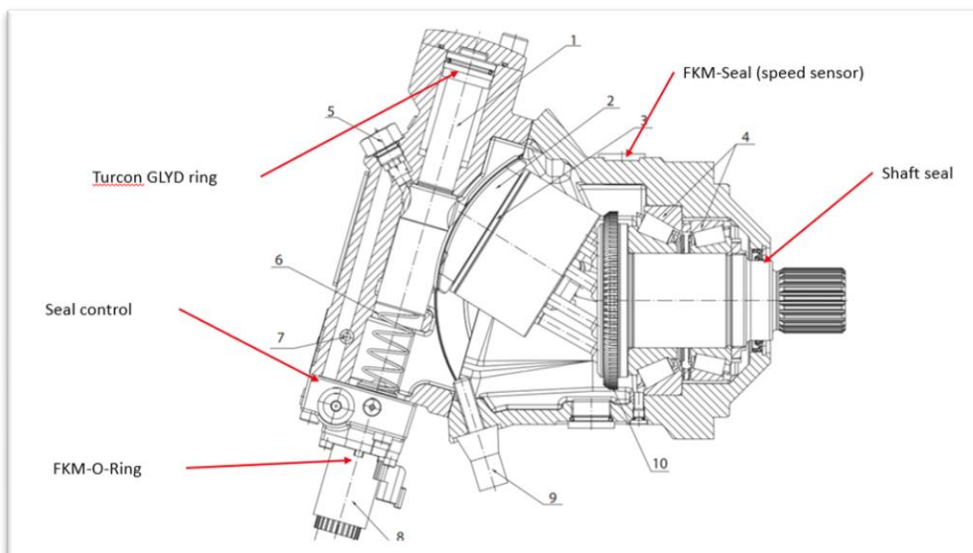 1
FKM-Seal (speed sensor)
2
5
3
4
Turcon GLYD ring
Shaft seal
6
Seal control
7
FKM-O-Ring
10
9
8